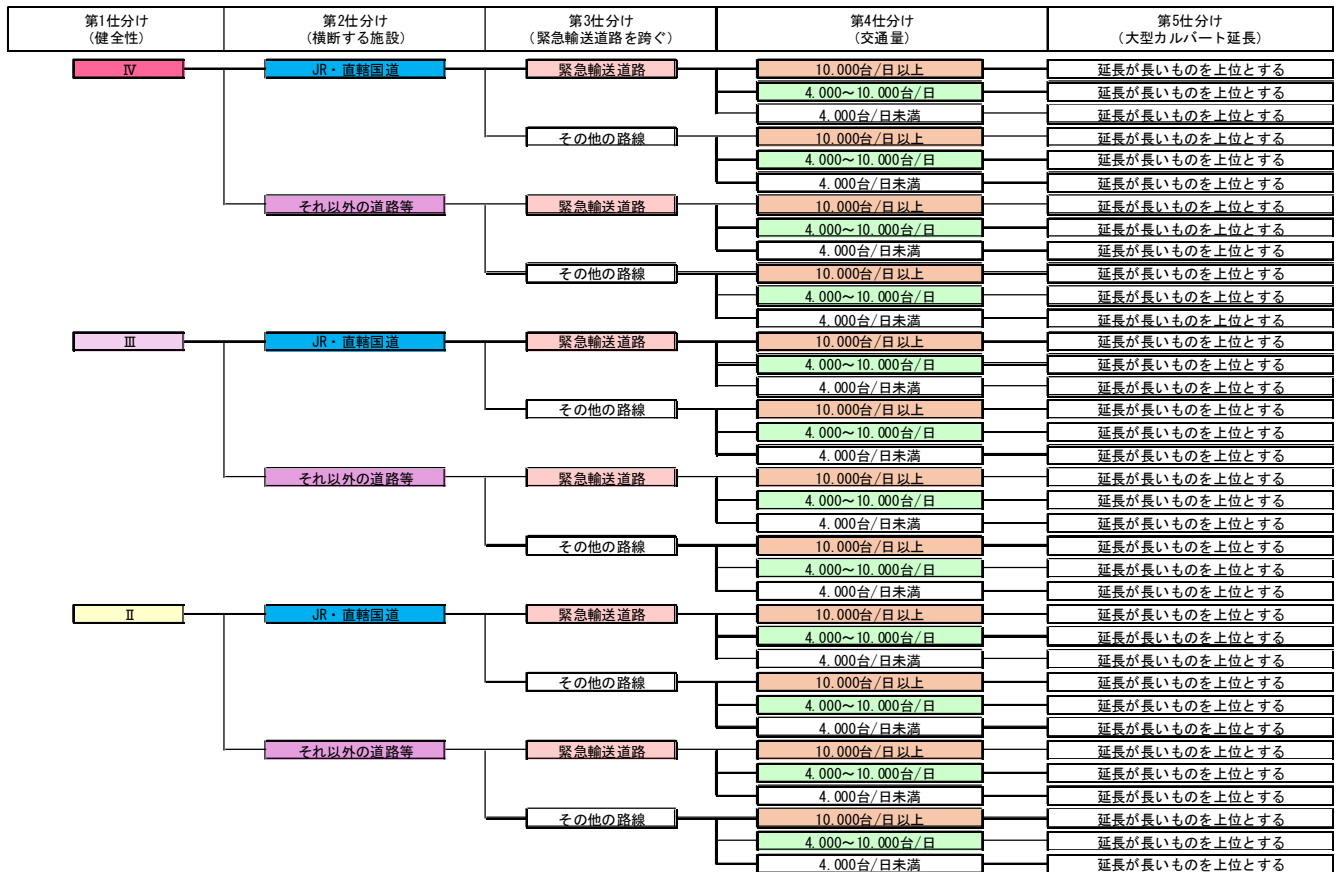 第1仕分け 第2仕分け 第3仕分け 第4仕分け 第5仕分け
(健全性) (横断する施設) (緊急輸送道路を跨ぐ) (交通量) (大型カルバート延長)
Ⅳ JR・直轄国道 緊急輸送道路 10.000台/日以上 延長が長いものを上位とする
4.000～10.000台/日 延長が長いものを上位とする
4.000台/日未満 延長が長いものを上位とする
その他の路線 10.000台/日以上 延長が長いものを上位とする
4.000～10.000台/日 延長が長いものを上位とする
4.000台/日未満 延長が長いものを上位とする
それ以外の道路等 緊急輸送道路 10.000台/日以上 延長が長いものを上位とする
4.000～10.000台/日 延長が長いものを上位とする
4.000台/日未満 延長が長いものを上位とする
その他の路線 10.000台/日以上 延長が長いものを上位とする
4.000～10.000台/日 延長が長いものを上位とする
4.000台/日未満 延長が長いものを上位とする
Ⅲ JR・直轄国道 緊急輸送道路 10.000台/日以上 延長が長いものを上位とする
4.000～10.000台/日 延長が長いものを上位とする
4.000台/日未満 延長が長いものを上位とする
その他の路線 10.000台/日以上 延長が長いものを上位とする
4.000～10.000台/日 延長が長いものを上位とする
4.000台/日未満 延長が長いものを上位とする
それ以外の道路等 緊急輸送道路 10.000台/日以上 延長が長いものを上位とする
4.000～10.000台/日 延長が長いものを上位とする
4.000台/日未満 延長が長いものを上位とする
その他の路線 10.000台/日以上 延長が長いものを上位とする
4.000～10.000台/日 延長が長いものを上位とする
4.000台/日未満 延長が長いものを上位とする
Ⅱ JR・直轄国道 緊急輸送道路 10.000台/日以上 延長が長いものを上位とする
4.000～10.000台/日 延長が長いものを上位とする
4.000台/日未満 延長が長いものを上位とする
その他の路線 10.000台/日以上 延長が長いものを上位とする
4.000～10.000台/日 延長が長いものを上位とする
4.000台/日未満 延長が長いものを上位とする
それ以外の道路等 緊急輸送道路 10.000台/日以上 延長が長いものを上位とする
4.000～10.000台/日 延長が長いものを上位とする
4.000台/日未満 延長が長いものを上位とする
その他の路線 10.000台/日以上 延長が長いものを上位とする
4.000～10.000台/日 延長が長いものを上位とする
4.000台/日未満 延長が長いものを上位とする